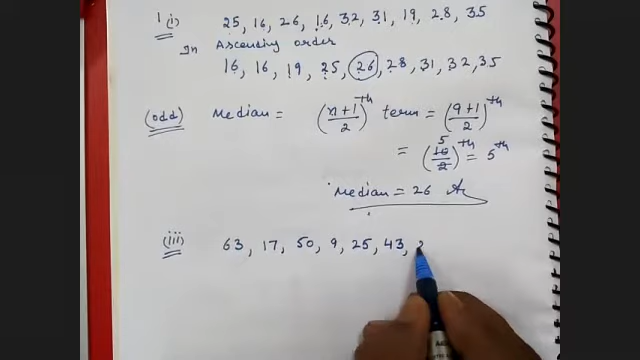 1 (i) 25, 16, 26, 16, 32, 31, 19, 28, 35
In Ascending order
16, 16, 19, 25, 26, 28, 31, 32, 35
(odd) Median = (n+1/2)th term = (9+1/2)th
= (10/2)th = 5th
5
Median = 26
(iii) 63, 17, 50, 9, 25, 43,